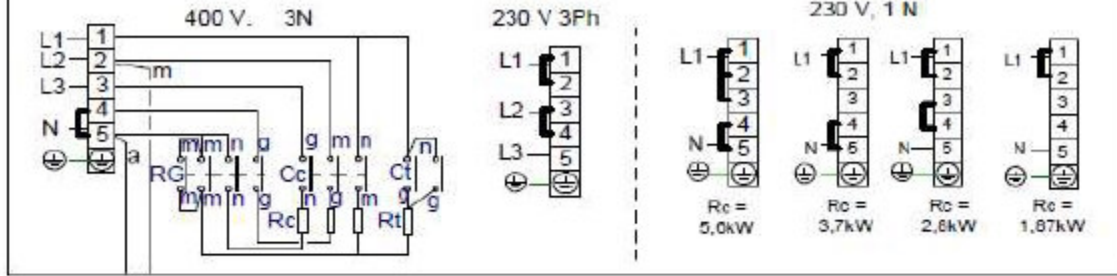 400 V. 3N
L1 1
L2 2
L3 3
4
N 5
m
a
m m n g
g m n
n
RG
Cc
Ct
m m n g
n g m n
g
Rc
Rt
230 V 3Ph
L1 1
2
L2 3
4
L3 5
230 V, 1 N
L1 1
2
3
4
N 5
Rc =
5,6kW
L1 1
2
3
4
N 5
Rc =
3,7kW
L1 1
2
3
4
N 5
Rc =
2,8kW
L1 1
2
3
4
N 5
Rc =
1,87kW